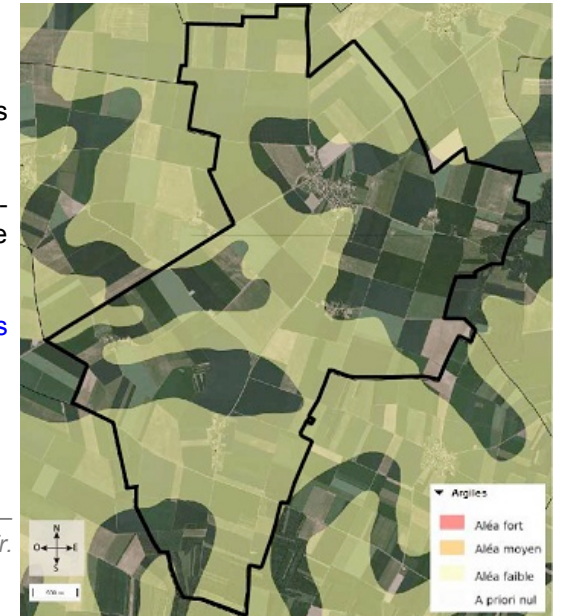 s
-
e
s
r.
N
O E
S
Argiles
Aléa fort
Aléa moyen
Aléa faible
A priori nul